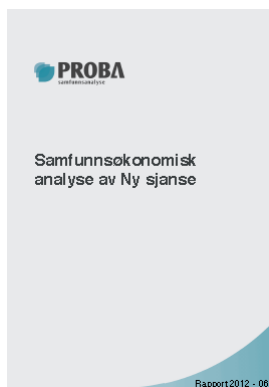 PROBA
samfunnsanalyse
Samfunnsøkonomisk
analyse av Ny sjanse
Rapport 2012 - 06